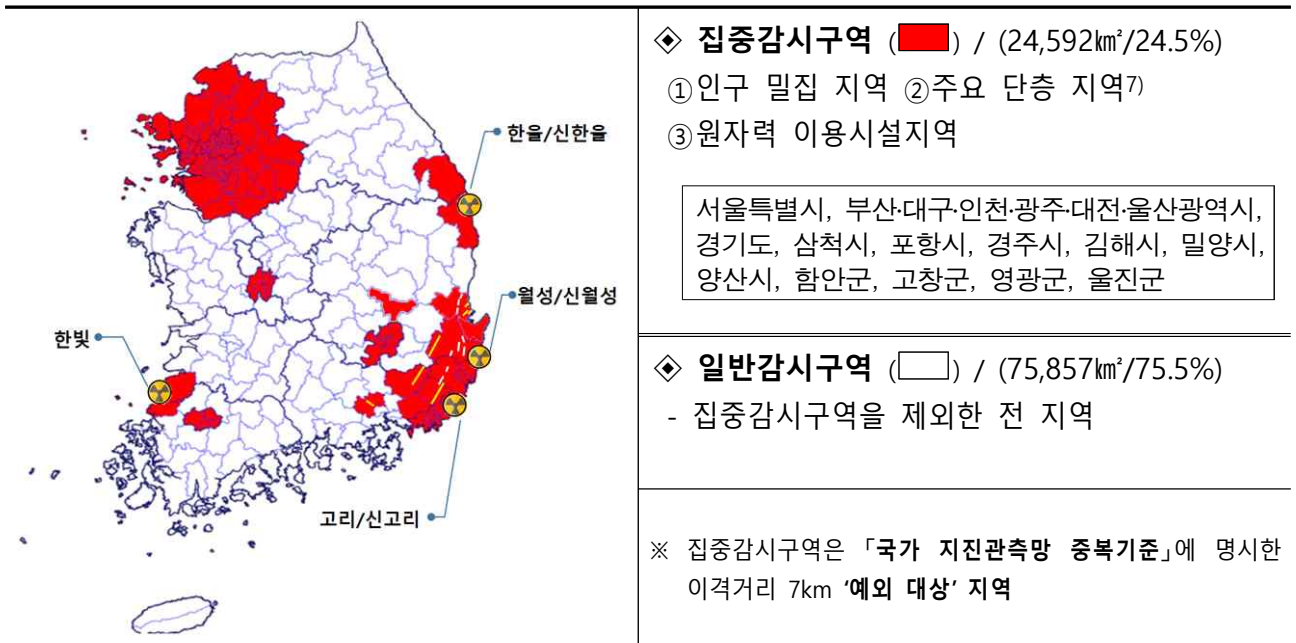 한울/신한울
월성/신월성
한빛
고리/신고리
◈ 집중감시구역 ( ) / (24,592㎢/24.5%)
①인구 밀집 지역 ②주요 단층 지역7)
③원자력 이용시설지역
서울특별시, 부산·대구·인천·광주·대전·울산광역시,
경기도, 삼척시, 포항시, 경주시, 김해시, 밀양시,
양산시, 함안군, 고창군, 영광군, 울진군
◈ 일반감시구역 ( ) / (75,857㎢/75.5%)
- 집중감시구역을 제외한 전 지역
※ 집중감시구역은 「국가 지진관측망 중복기준」에 명시한
이격거리 7km ‘예외 대상’ 지역